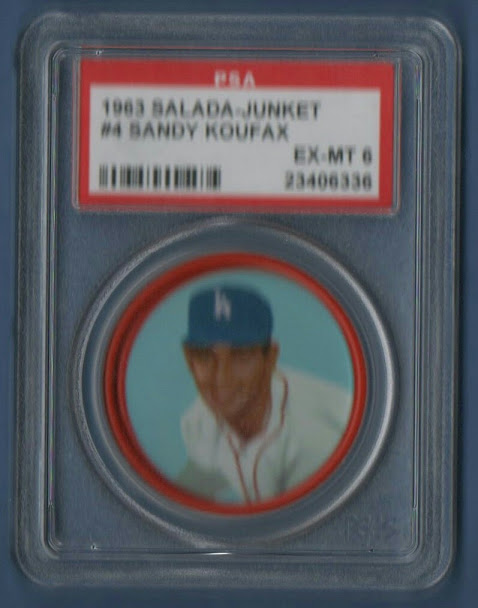 PSA
1963 SALADA-JUNKET
#4 SANDY KOUFAX
EX-MT 6
23406336